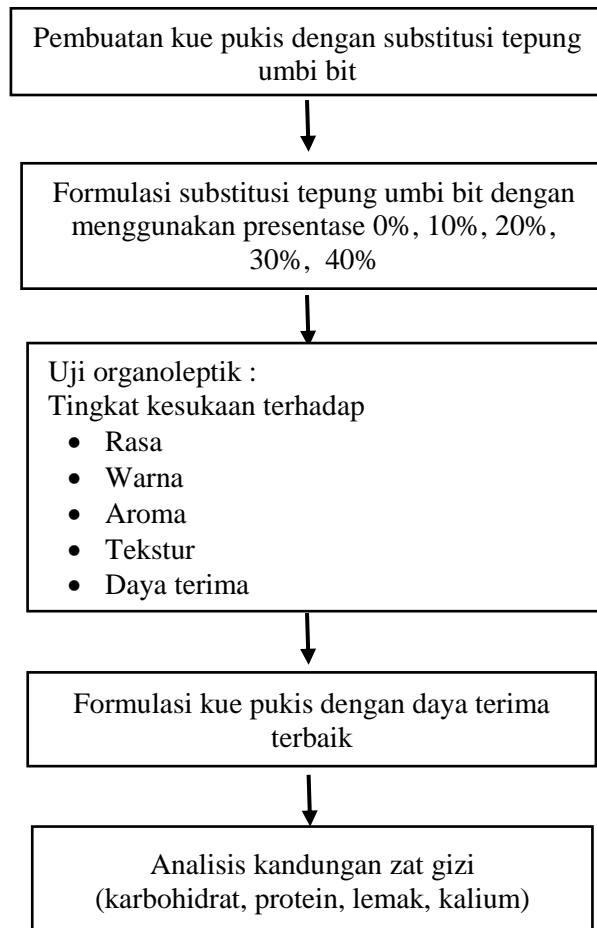 Pembuatan kue pukis dengan substitusi tepung
umbi bit
Formulasi substitusi tepung umbi bit dengan
menggunakan presentase 0%, 10%, 20%,
30%, 40%
Uji organoleptik :
Tingkat kesukaan terhadap
• Rasa
• Warna
• Aroma
• Tekstur
• Daya terima
Formulasi kue pukis dengan daya terima
terbaik
Analisis kandungan zat gizi
(karbohidrat, protein, lemak, kalium)